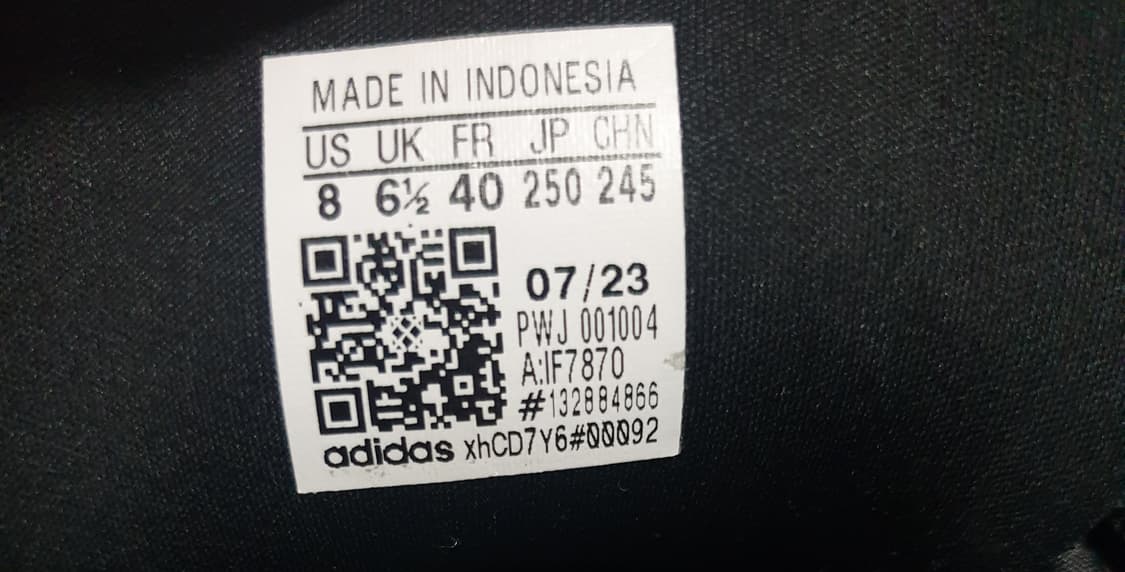 MADE IN INDONESIA
US UK FR JP CHN
8 6½ 40 250 245
07/23
PWJ 001004
A:IF7870
#132884866
adidas xhCD7Y6#00092